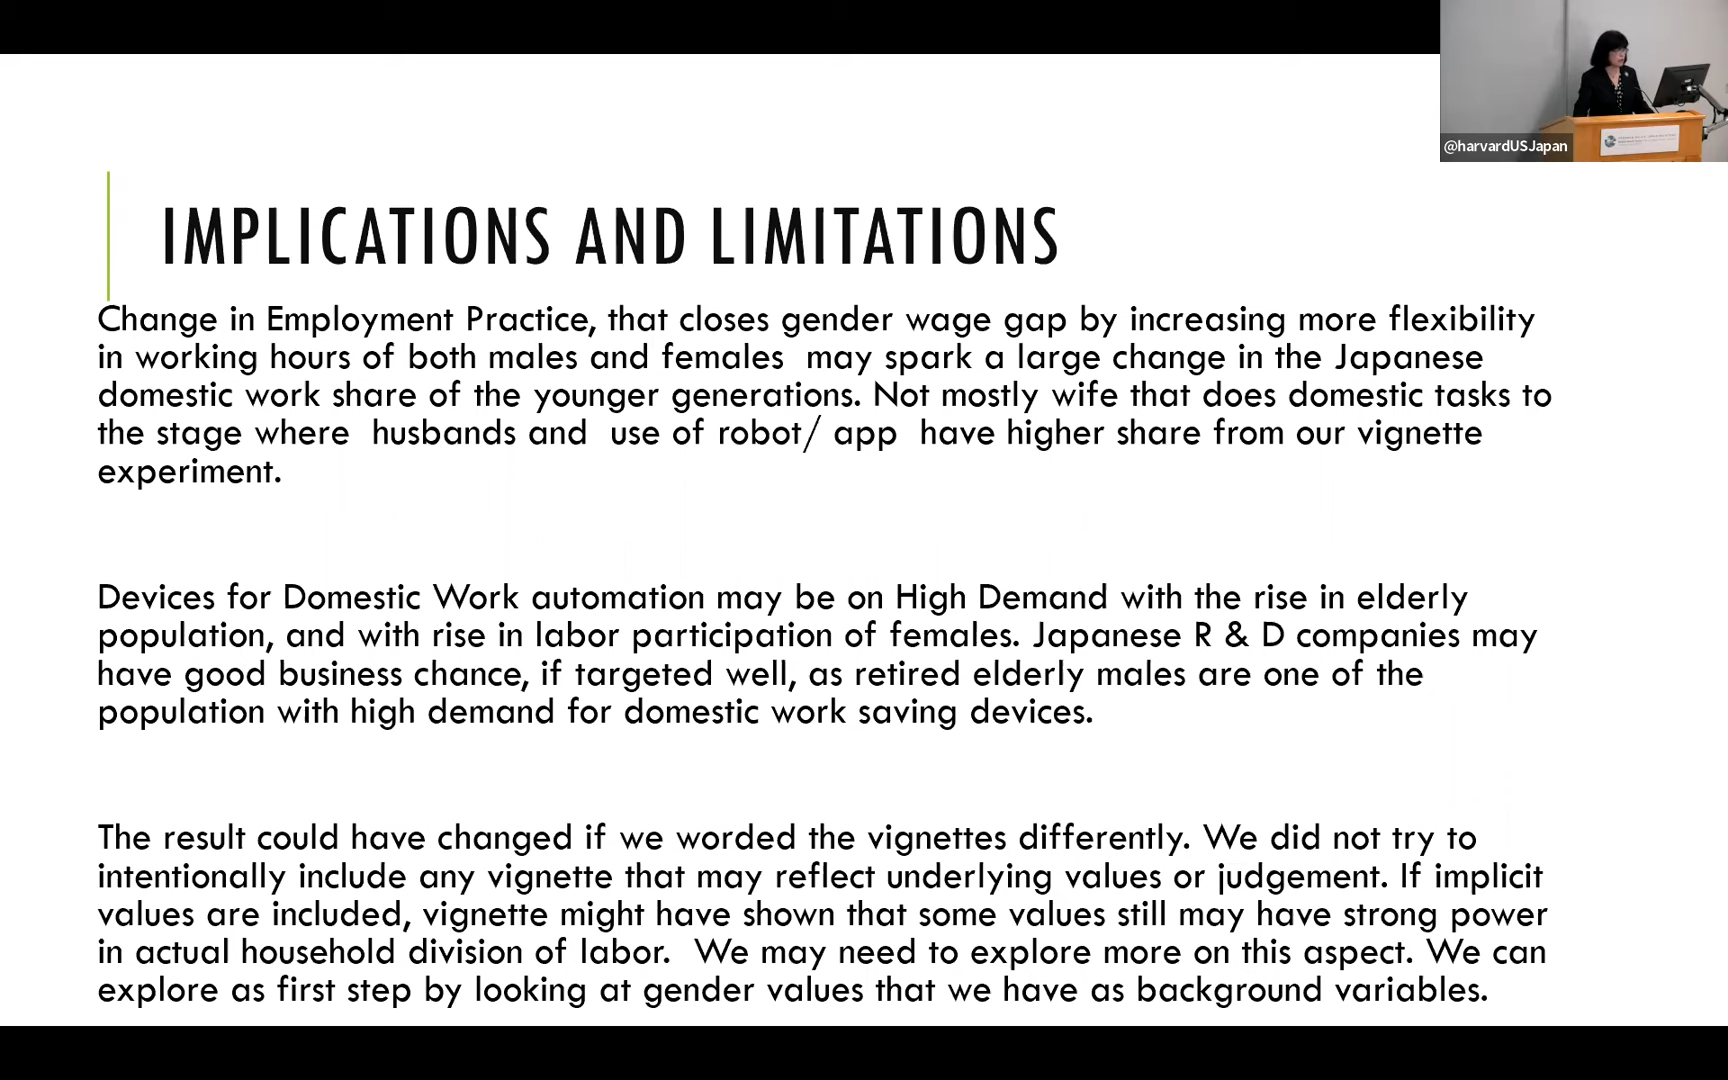 @harvardUSJapan
IMPLICATIONS AND LIMITATIONS
Change in Employment Practice, that closes gender wage gap by increasing more flexibility
in working hours of both males and females may spark a large change in the Japanese
domestic work share of the younger generations. Not mostly wife that does domestic tasks to
the stage where husbands and use of robot/ app have higher share from our vignette
experiment.
Devices for Domestic Work automation may be on High Demand with the rise in elderly
population, and with rise in labor participation of females. Japanese R & D companies may
have good business chance, if targeted well, as retired elderly males are one of the
population with high demand for domestic work saving devices.
The result could have changed if we worded the vignettes differently. We did not try to
intentionally include any vignette that may reflect underlying values or judgement. If implicit
values are included, vignette might have shown that some values still may have strong power
in actual household division of labor. We may need to explore more on this aspect. We can
explore as first step by looking at gender values that we have as background variables.